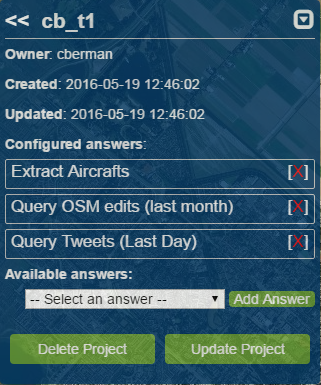 << cb_t1
Owner: cberman
Created: 2016-05-19 12:46:02
Updated: 2016-05-19 12:46:02
Configured answers:
Extract Aircrafts [X]
Query OSM edits (last month) [X]
Query Tweets (Last Day) [X]
Available answers:
-- Select an answer -- Add Answer
Delete Project Update Project